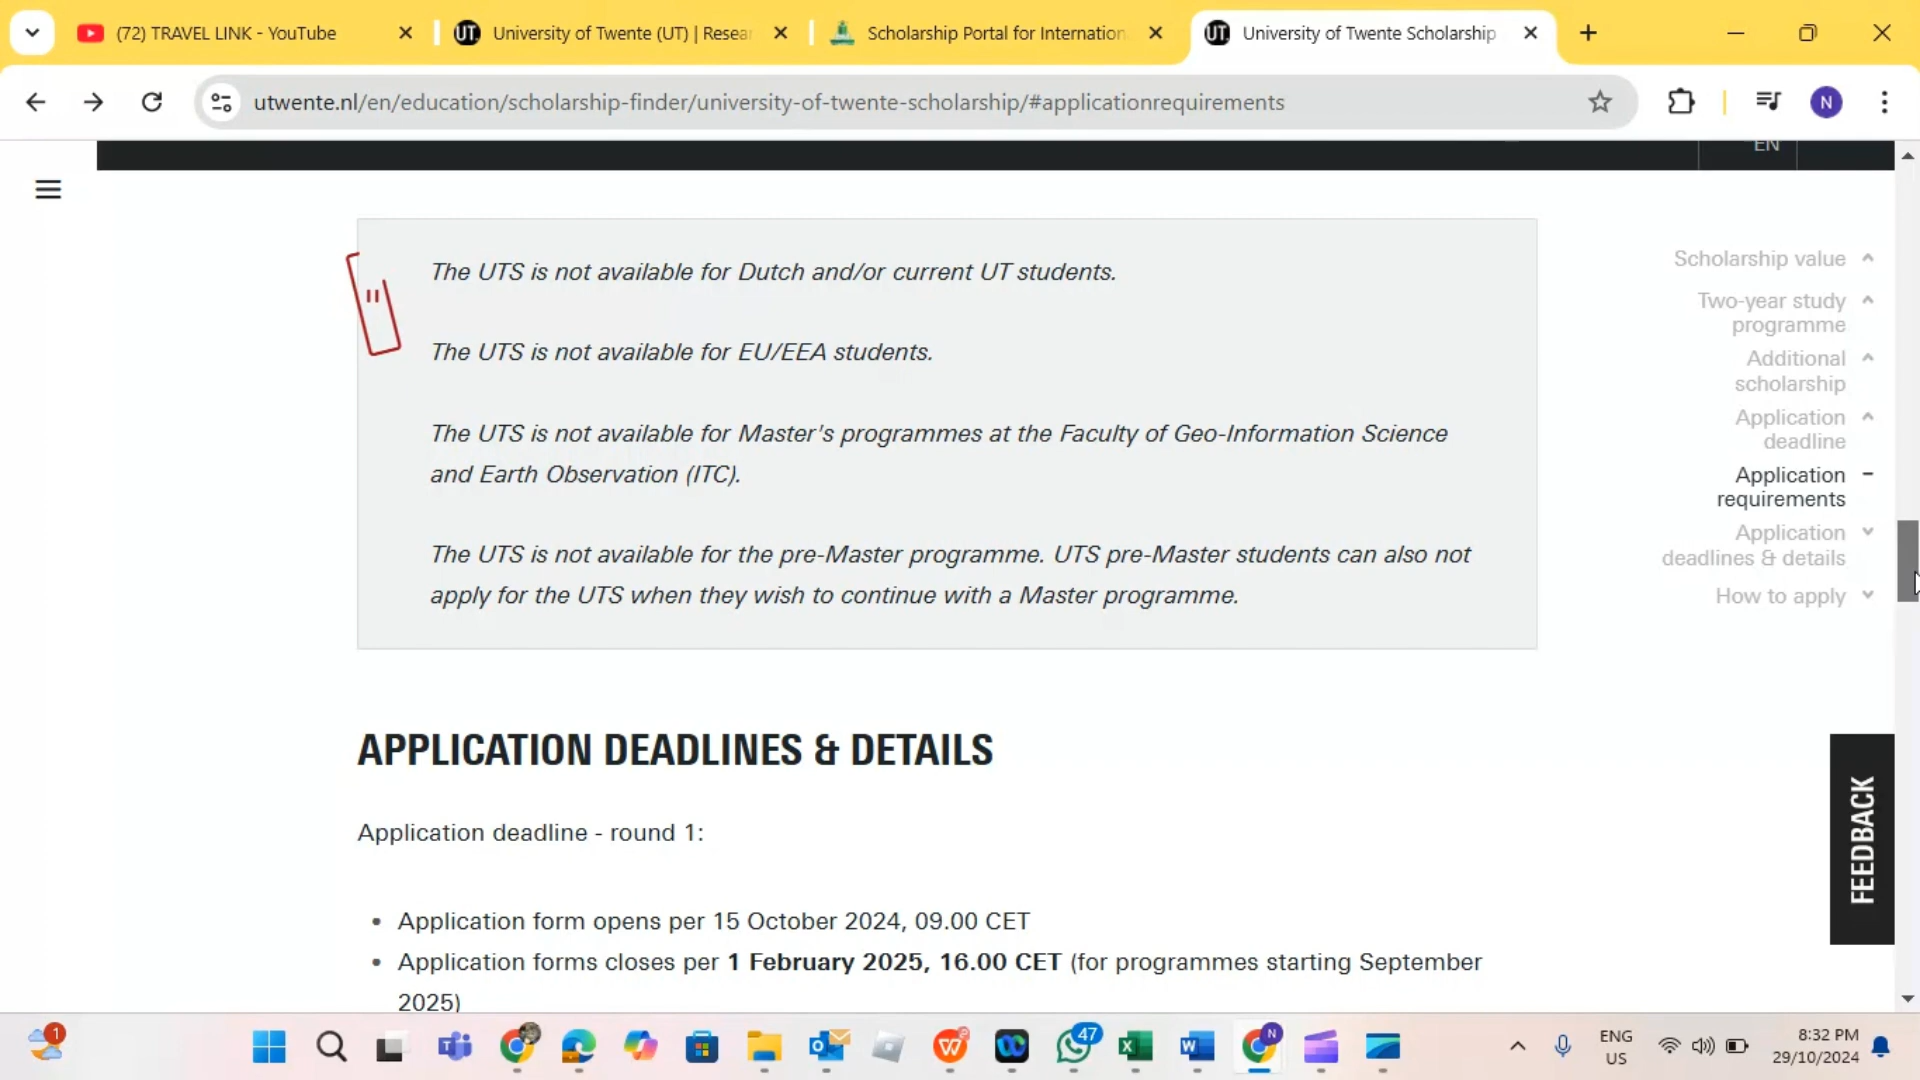 (72) TRAVEL LINK - YouTube
University of Twente (UT) | Resear
Scholarship Portal for Internation
University of Twente Scholarship
utwente.nl/en/education/scholarship-finder/university-of-twente-scholarship/#applicationrequirements
N
EN
The UTS is not available for Dutch and/or current UT students.
The UTS is not available for EU/EEA students.
The UTS is not available for Master's programmes at the Faculty of Geo-Information Science
and Earth Observation (ITC).
The UTS is not available for the pre-Master programme. UTS pre-Master students can also not
apply for the UTS when they wish to continue with a Master programme.
Scholarship value
Two-year study
programme
Additional
scholarship
Application
deadline
Application
requirements
Application
deadlines & details
How to apply
APPLICATION DEADLINES & DETAILS
Application deadline - round 1:
• Application form opens per 15 October 2024, 09.00 CET
• Application forms closes per 1 February 2025, 16.00 CET (for programmes starting September
2025)
FEEDBACK
1
47
N
ENG
US
8:32 PM
29/10/2024